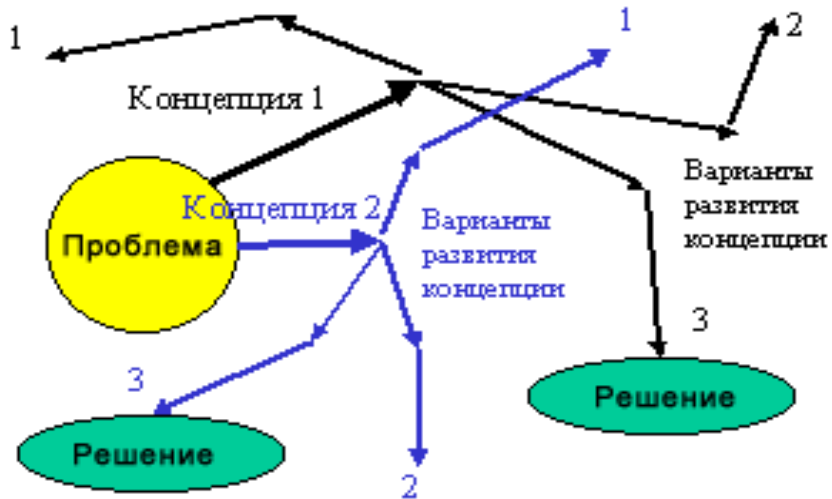 1
1
2
Концепция 1
Варианты
развития
концепции
Концепция 2
Варианты
развития
концепции
Проблема
3
3
Решение
Решение
2